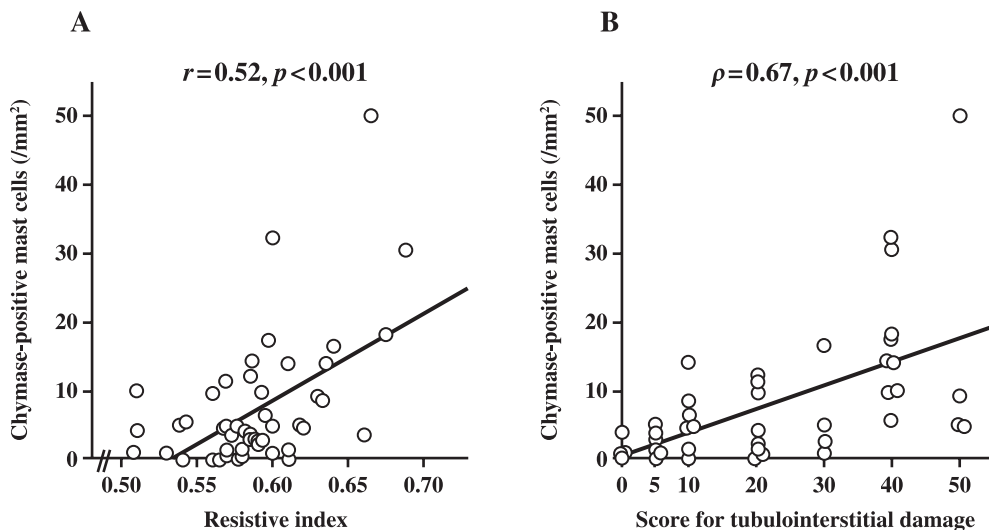 A
r=0.52, p<0.001
Chymase-positive mast cells (/mm²)
50
40
30
20
10
0
0.50 0.55 0.60 0.65 0.70
Resistive index
B
ρ=0.67, p<0.001
Chymase-positive mast cells (/mm²)
50
40
30
20
10
0
0 5 10 20 30 40 50
Score for tubulointerstitial damage